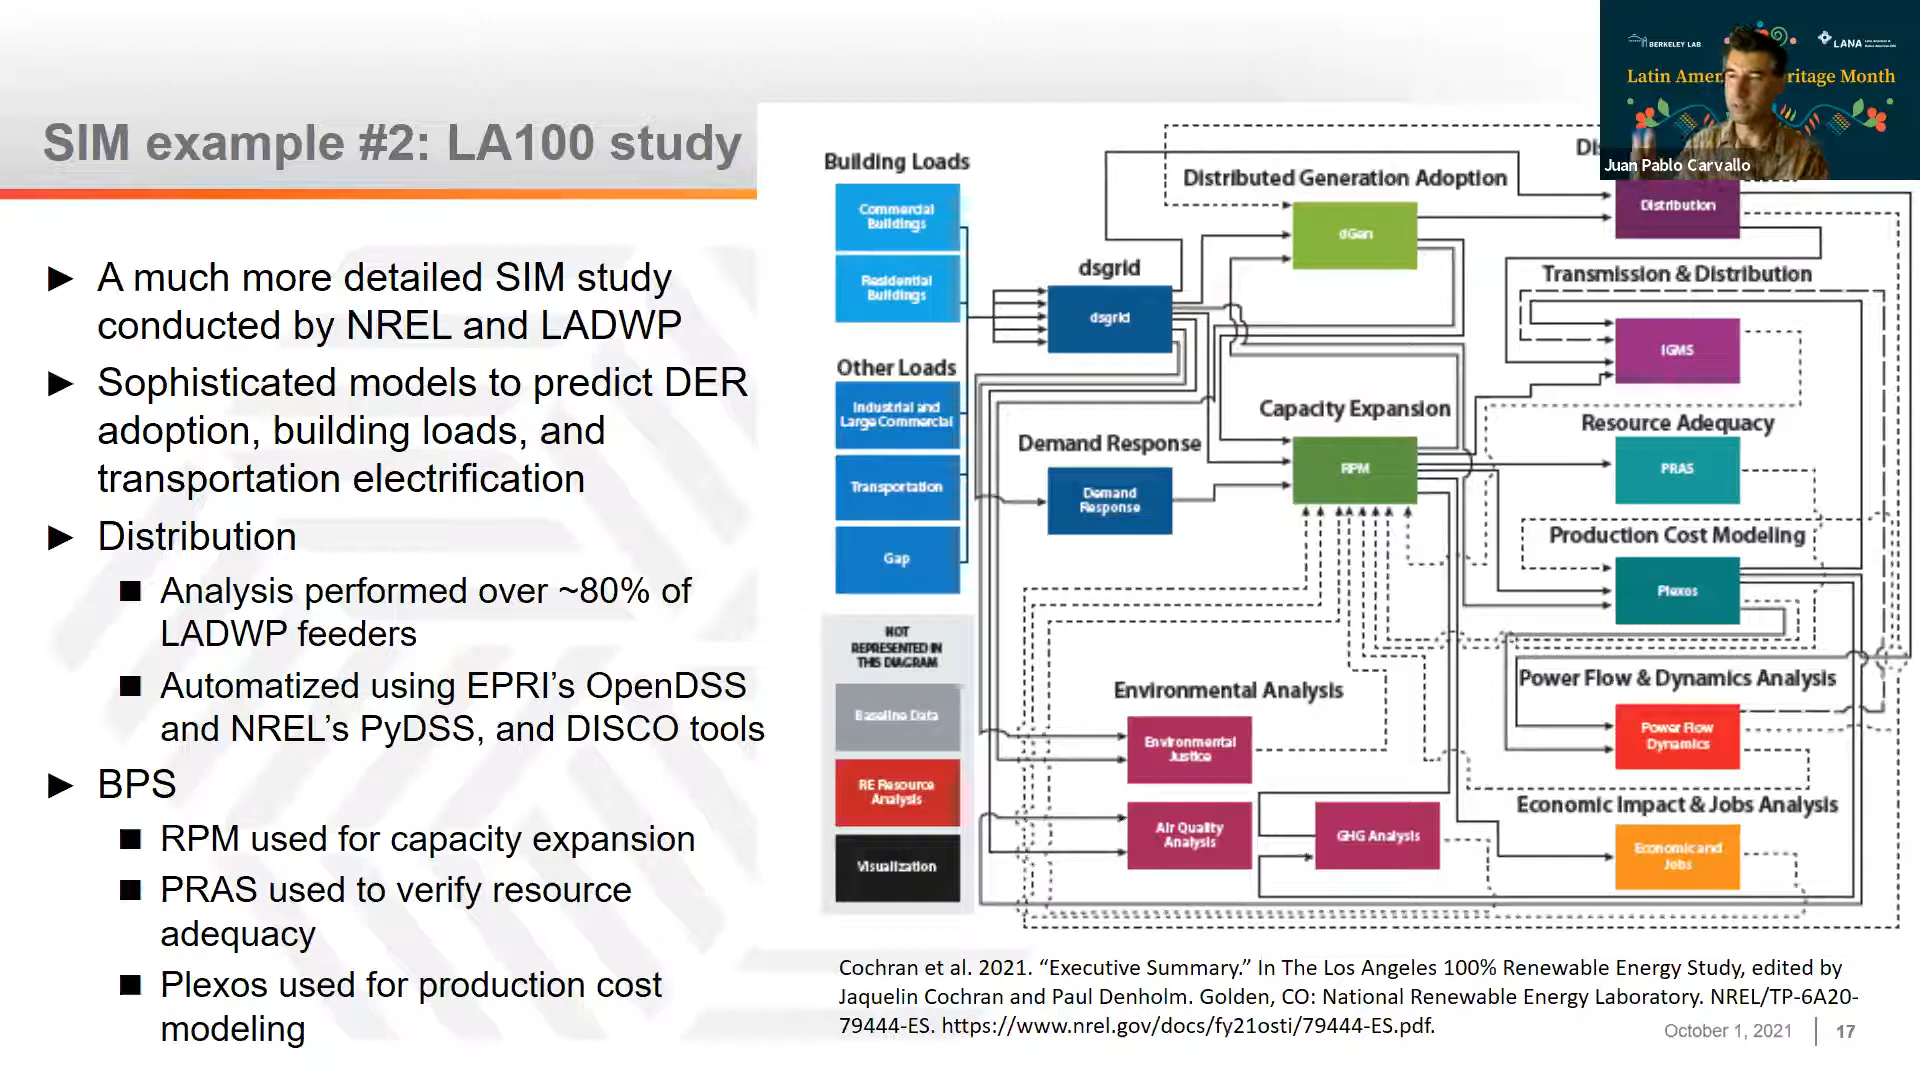 SIM example #2: LA100 study
► A much more detailed SIM study
conducted by NREL and LADWP
► Sophisticated models to predict DER
adoption, building loads, and
transportation electrification
► Distribution
■ Analysis performed over ~80% of
LADWP feeders
■ Automatized using EPRI’s OpenDSS
and NREL’s PyDSS, and DISCO tools
► BPS
■ RPM used for capacity expansion
■ PRAS used to verify resource
adequacy
■ Plexos used for production cost
modeling
Building Loads
Commercial
Buildings
Residential
Buildings
Other Loads
Industrial and
Large Commercial
Transportation
Gap
NOT
REPRESENTED IN
THIS DIAGRAM
Baseline Data
RE Resource
Analysis
Visualization
dsgrid
dsgrid
Demand Response
Demand
Response
Distributed Generation Adoption
dGen
Capacity Expansion
RPM
Environmental Analysis
Environmental
Justice
Air Quality
Analysis
GHG Analysis
Distribution
Transmission & Distribution
IGMS
Resource Adequacy
PRAS
Production Cost Modeling
Plexos
Power Flow & Dynamics Analysis
Power Flow
Dynamics
Economic Impact & Jobs Analysis
Economic and
Jobs
BERKELEY LAB
LANA
Latin Amer ritage Month
Juan Pablo Carvallo
Cochran et al. 2021. “Executive Summary.” In The Los Angeles 100% Renewable Energy Study, edited by
Jaquelin Cochran and Paul Denholm. Golden, CO: National Renewable Energy Laboratory. NREL/TP-6A20-
79444-ES. https://www.nrel.gov/docs/fy21osti/79444-ES.pdf.
October 1, 2021 | 17